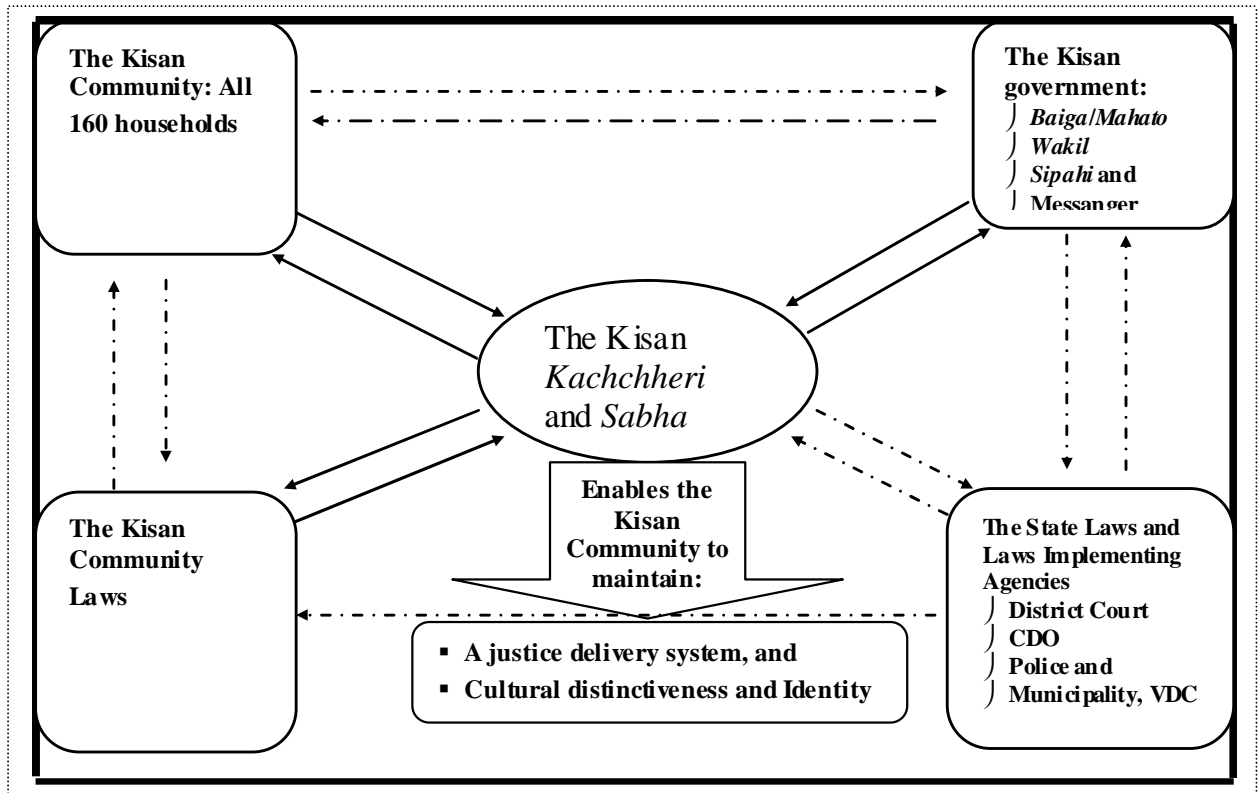 The Kisan
Community: All
160 households
The Kisan
government:
Baiga/Mahato
Wakil
Sipahi and
Messanger
The Kisan
Kachchheri
and Sabha
Enables the
Kisan
Community to
maintain:
The Kisan
Community
Laws
The State Laws and
Laws Implementing
Agencies
District Court
CDO
Police and
Municipality, VDC
▪ A justice delivery system, and
▪ Cultural distinctiveness and Identity